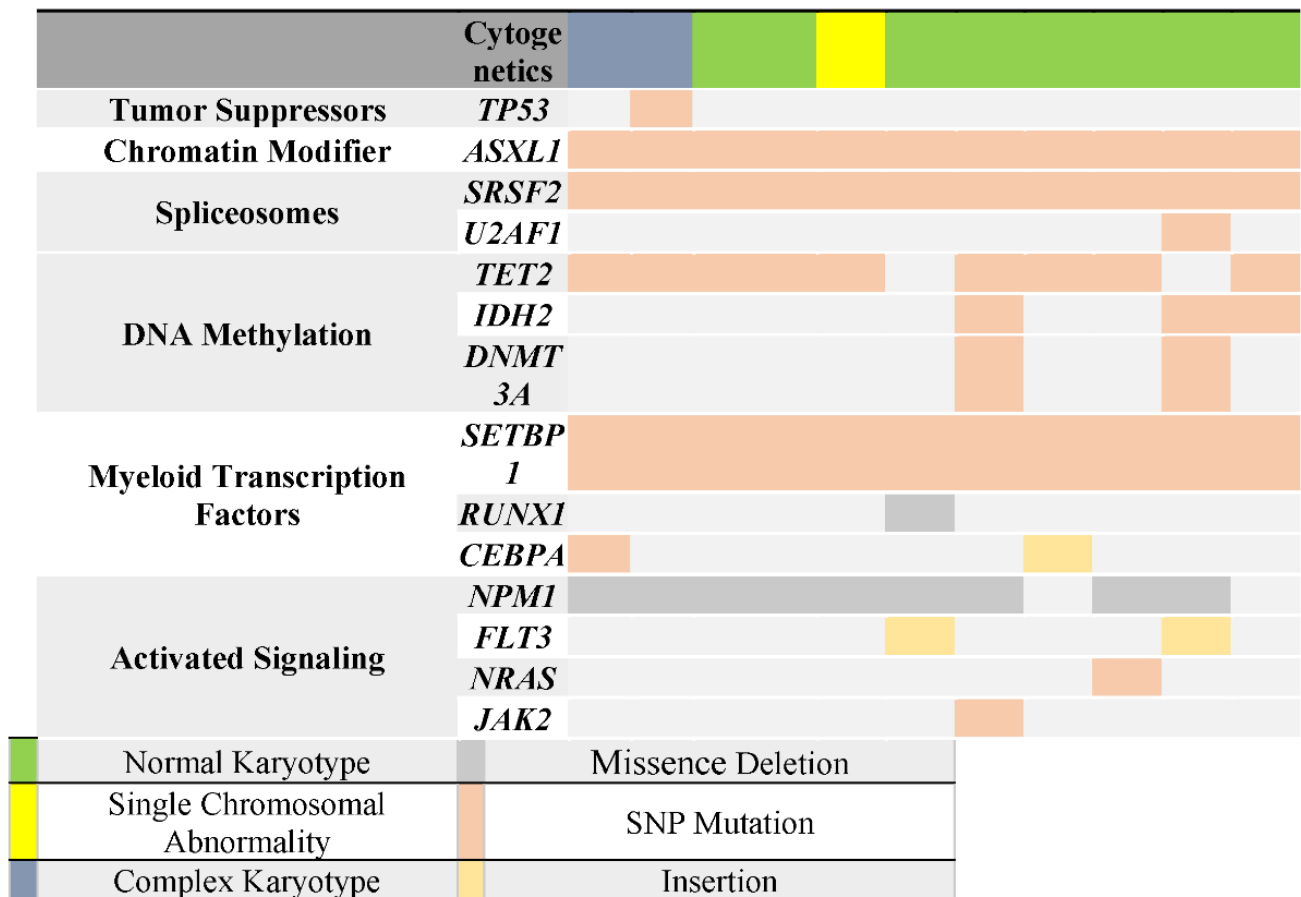 Cytoge
netics
Tumor Suppressors TP53
Chromatin Modifier ASXL1
Spliceosomes
SRSF2
U2AF1
DNA Methylation
TET2
IDH2
DNMT
3A
Myeloid Transcription
Factors
SETBP
1
RUNX1
CEBPA
Activated Signaling
NPM1
FLT3
NRAS
JAK2
Normal Karyotype Missence Deletion
Single Chromosomal
Abnormality
SNP Mutation
Complex Karyotype Insertion